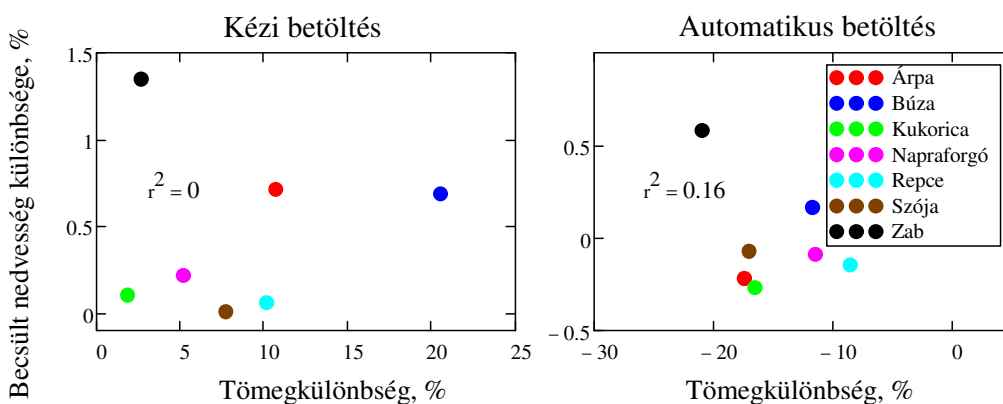 Kézi betöltés
Becsült nedvesség különbsége, %
1.5
1
0.5
0
r² = 0
0 5 10 15 20 25
Tömegkülönbség, %
Automatikus betöltés
0.5
0
− 0.5
r² = 0.16
Árpa
Búza
Kukorica
Napraforgó
Repce
Szója
Zab
− 30 − 20 − 10 0
Tömegkülönbség, %